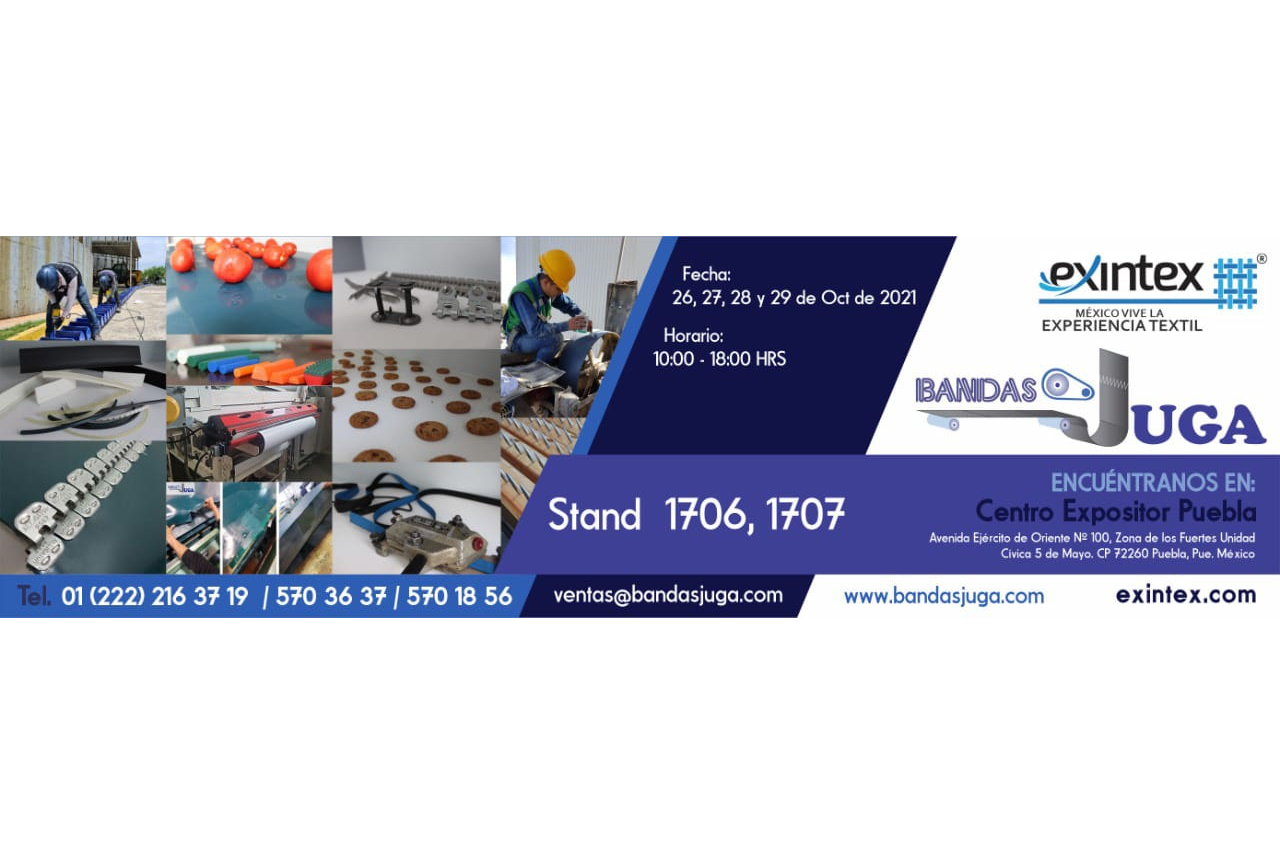 Fecha:
26, 27, 28 y 29 de Oct de 2021
Horario:
10:00 - 18:00 HRS
exintex®
MÉXICO VIVE LA
EXPERIENCIA TEXTIL
BANDAS JUGA
Stand 1706, 1707
ENCUÉNTRANOS EN:
Centro Expositor Puebla
Avenida Ejército de Oriente Nº 100, Zona de los Fuertes Unidad
Cívica 5 de Mayo. CP 72260 Puebla, Pue. México
JUGA
Tel. 01 (222) 216 37 19 / 570 36 37 / 570 18 56
ventas@bandasjuga.com
www.bandasjuga.com
exintex.com